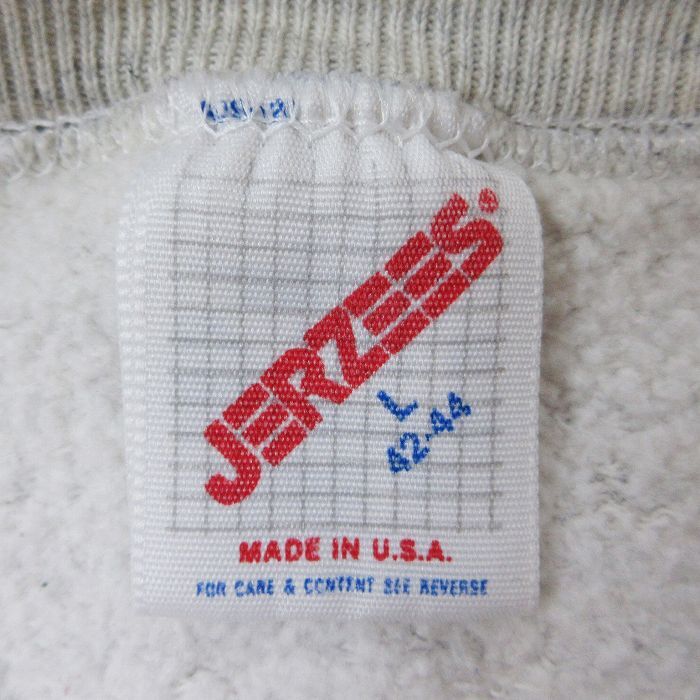 JERZEES®
L
42-44
MADE IN U.S.A.
FOR CARE & CONTENT SEE REVERSE